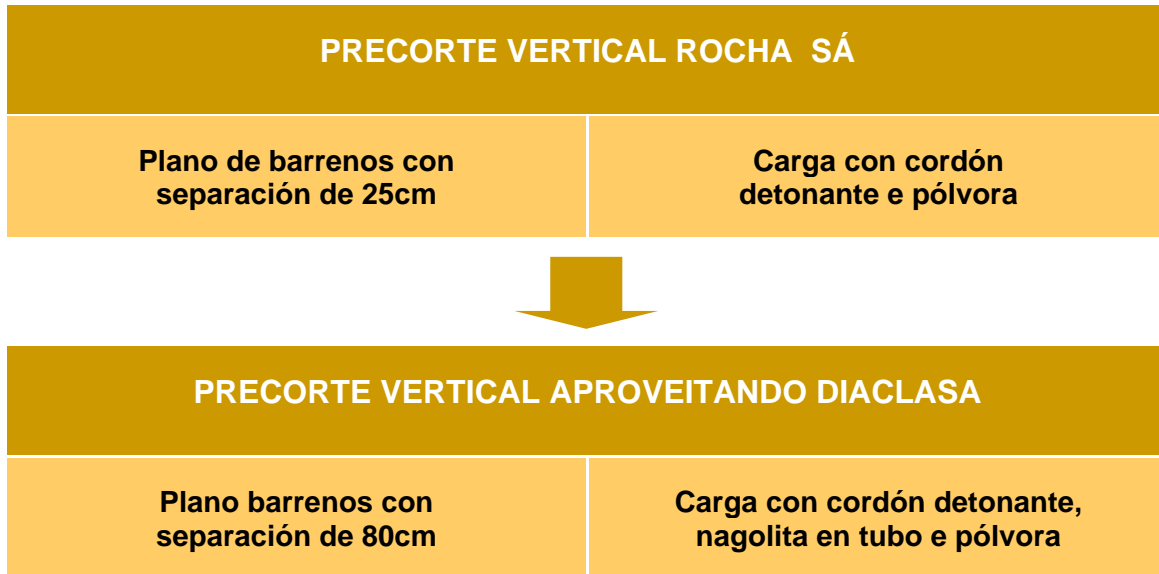 PRECORTE VERTICAL ROCHA SÁ
Plano de barrenos con
separación de 25cm
Carga con cordón
detonante e pólvora
PRECORTE VERTICAL APROVEITANDO DIACLASA
Plano barrenos con
separación de 80cm
Carga con cordón detonante,
nagolita en tubo e pólvora